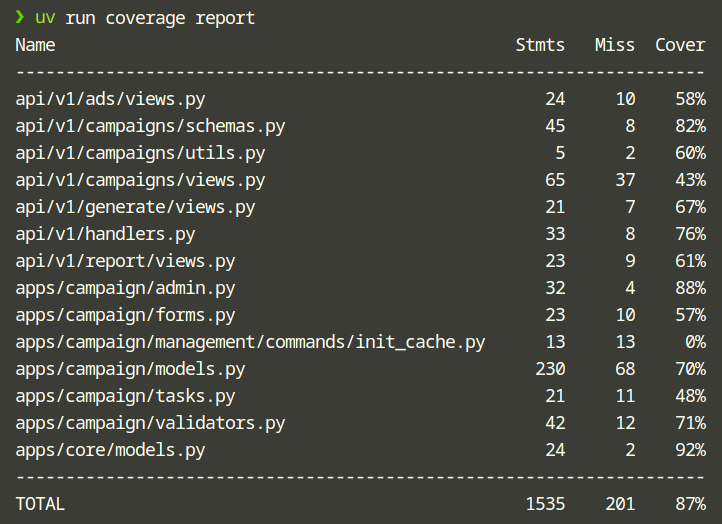 ❯ uv run coverage report
Name Stmts Miss Cover
---------------------------------------------------------------------
api/v1/ads/views.py 24 10 58%
api/v1/campaigns/schemas.py 45 8 82%
api/v1/campaigns/utils.py 5 2 60%
api/v1/campaigns/views.py 65 37 43%
api/v1/generate/views.py 21 7 67%
api/v1/handlers.py 33 8 76%
api/v1/report/views.py 23 9 61%
apps/campaign/admin.py 32 4 88%
apps/campaign/forms.py 23 10 57%
apps/campaign/management/commands/init_cache.py 13 13 0%
apps/campaign/models.py 230 68 70%
apps/campaign/tasks.py 21 11 48%
apps/campaign/validators.py 42 12 71%
apps/core/models.py 24 2 92%
---------------------------------------------------------------------
TOTAL 1535 201 87%